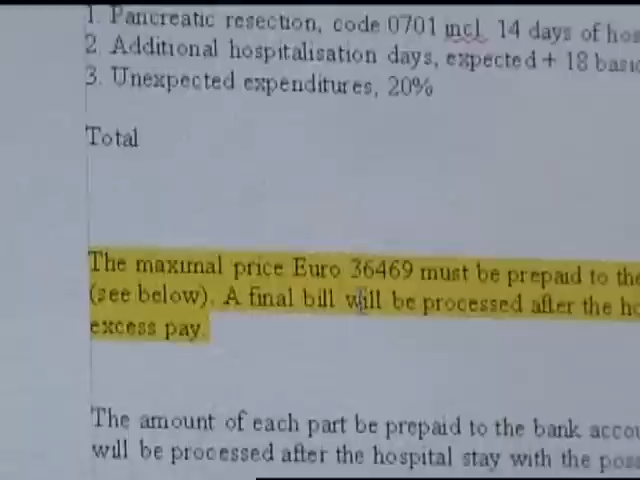 1. Pancreatic resection, code 0701 incl. 14 days of hos
2. Additional hospitalisation days, expected + 18 basic
3. Unexpected expenditures, 20%
Total
The maximal price Euro 36469 must be prepaid to the
(see below). A final bill will be processed after the ho
excess pay.
The amount of each part be prepaid to the bank accou
will be processed after the hospital stay with the poss